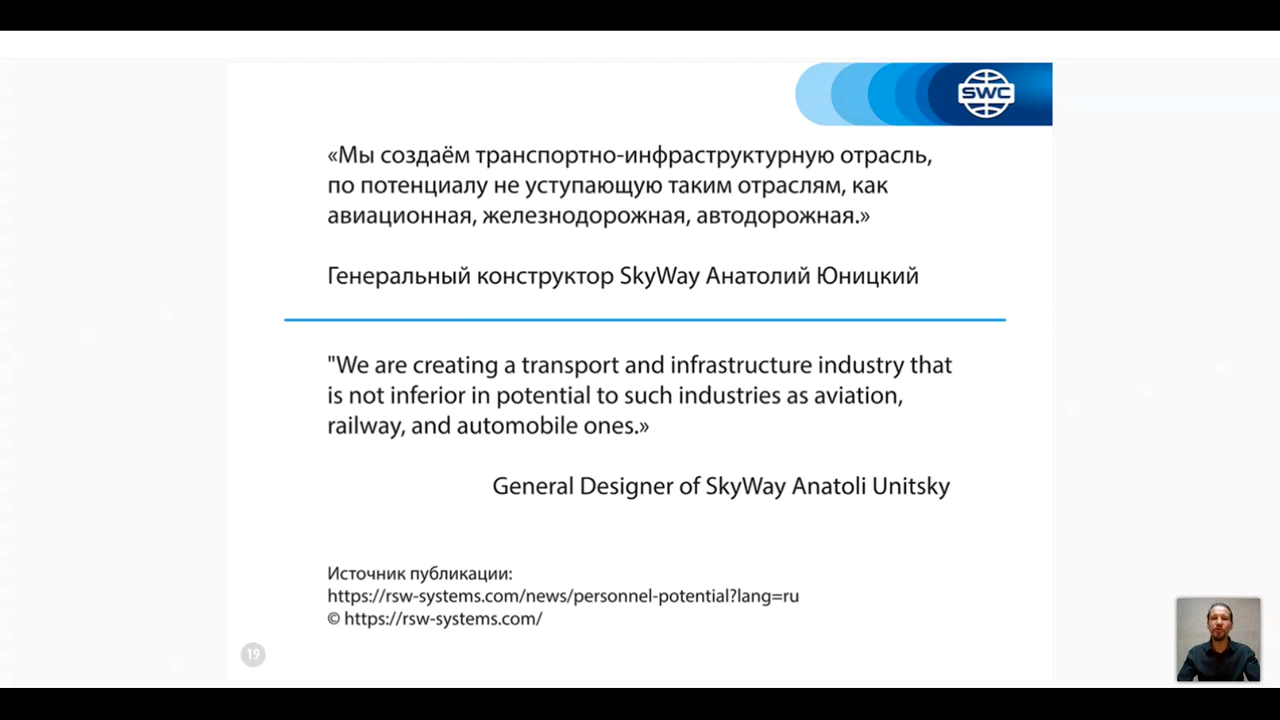 SWC
«Мы создаём транспортно-инфраструктурную отрасль,
по потенциалу не уступающую таким отраслям, как
авиационная, железнодорожная, автодорожная.»
Генеральный конструктор SkyWay Анатолий Юницкий
"We are creating a transport and infrastructure industry that
is not inferior in potential to such industries as aviation,
railway, and automobile ones.»
General Designer of SkyWay Anatoli Unitsky
Источник публикации:
https://rsw-systems.com/news/personnel-potential?lang=ru
© https://rsw-systems.com/
19